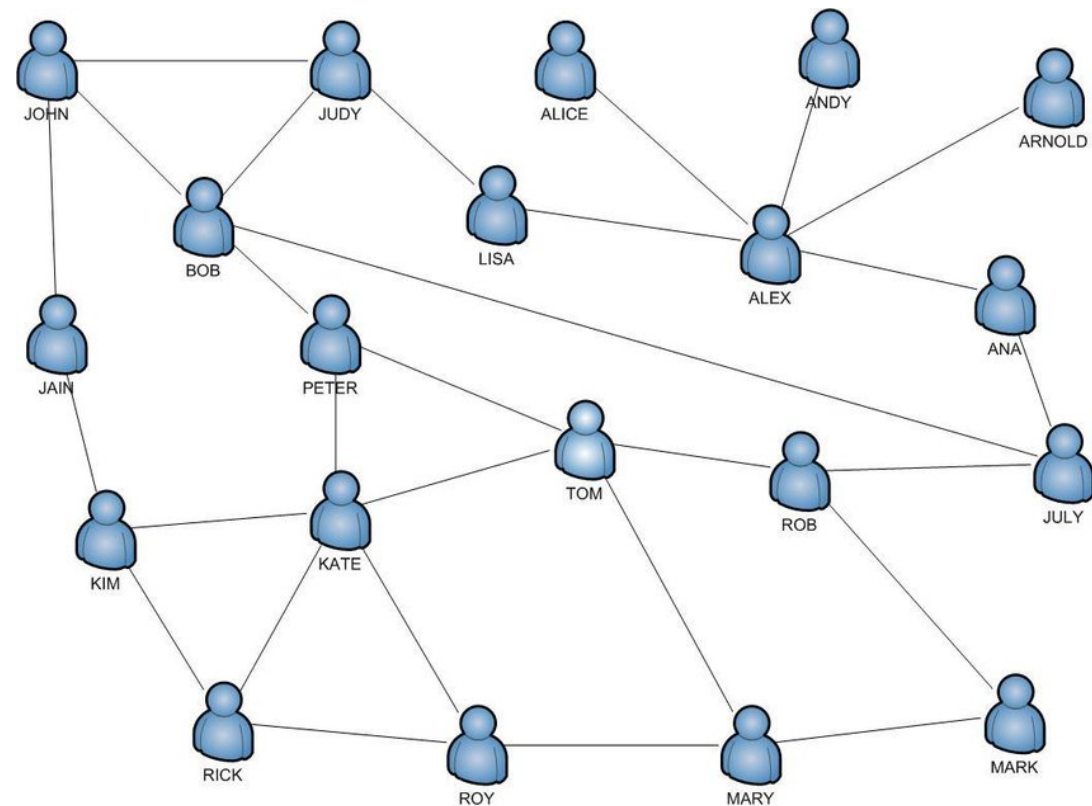 JOHN
JUDY
ALICE
ANDY
ARNOLD
BOB
LISA
ALEX
ANA
JAIN
PETER
TOM
ROB
JULY
KIM
KATE
RICK
ROY
MARY
MARK